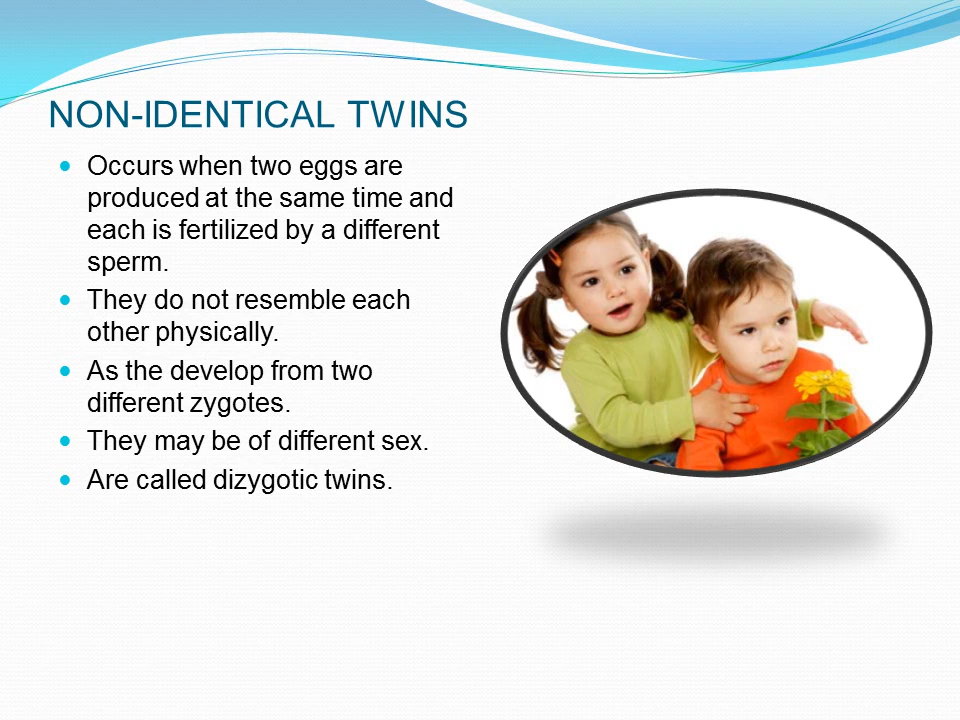 NON-IDENTICAL TWINS
Occurs when two eggs are
produced at the same time and
each is fertilized by a different
sperm.
They do not resemble each
other physically.
As the develop from two
different zygotes.
They may be of different sex.
Are called dizygotic twins.